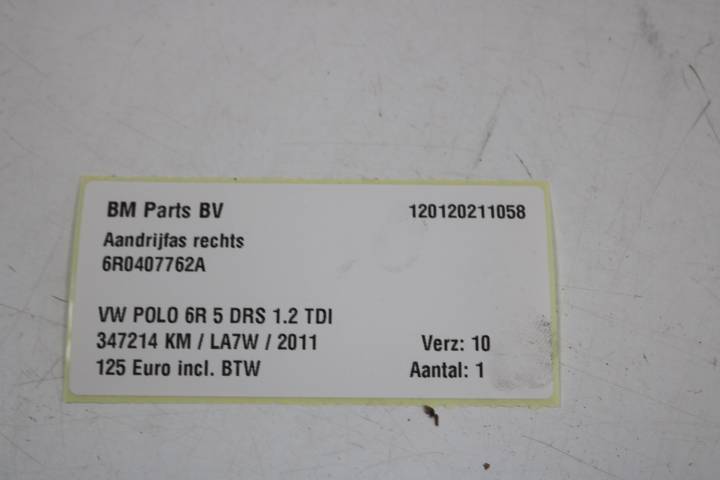 BM Parts BV 120120211058
Aandrijfas rechts
6R0407762A
VW POLO 6R 5 DRS 1.2 TDI
347214 KM / LA7W / 2011 Verz: 10
125 Euro incl. BTW Aantal: 1